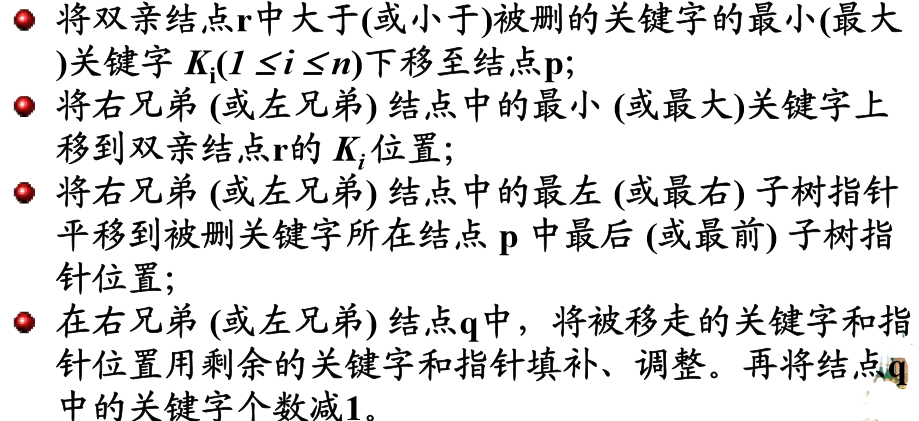 将双亲结点r中大于(或小于)被删的关键字的最小(最大
)关键字 Ki(1 ≤i ≤n)下移至结点p;
将右兄弟 (或左兄弟) 结点中的最小 (或最大)关键字上
移到双亲结点r的 Ki 位置;
将右兄弟 (或左兄弟) 结点中的最左 (或最右) 子树指针
平移到被删关键字所在结点 p 中最后 (或最前) 子树指
针位置;
在右兄弟 (或左兄弟) 结点q中，将被移走的关键字和指
针位置用剩余的关键字和指针填补、调整。再将结点q
中的关键字个数减1。